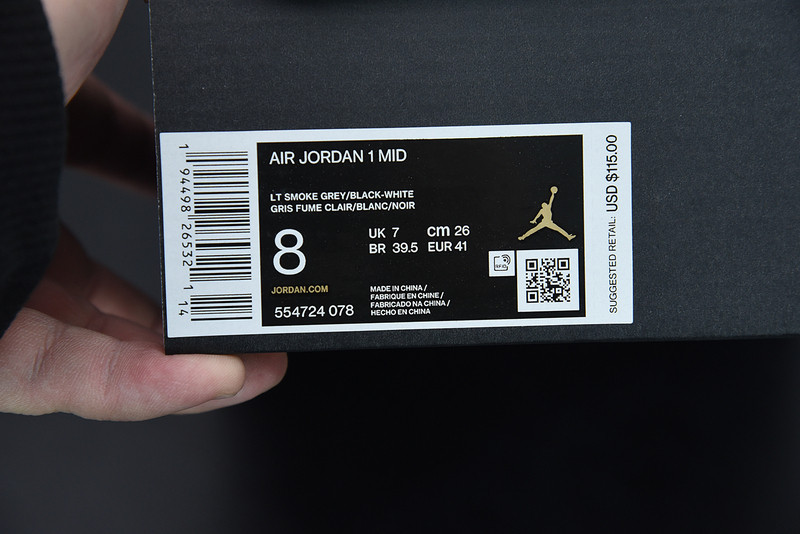 AIR JORDAN 1 MID
LT SMOKE GREY/BLACK-WHITE
GRIS FUME CLAIR/BLANC/NOIR
8
UK 7 cm 26
BR 39.5 EUR 41
JORDAN.COM
554724 078
MADE IN CHINA /
FABRIQUE EN CHINE /
FABRICADO NA CHINA /
HECHO EN CHINA
RFID
1 94498 26532 1 14
SUGGESTED RETAIL: USD $115.00